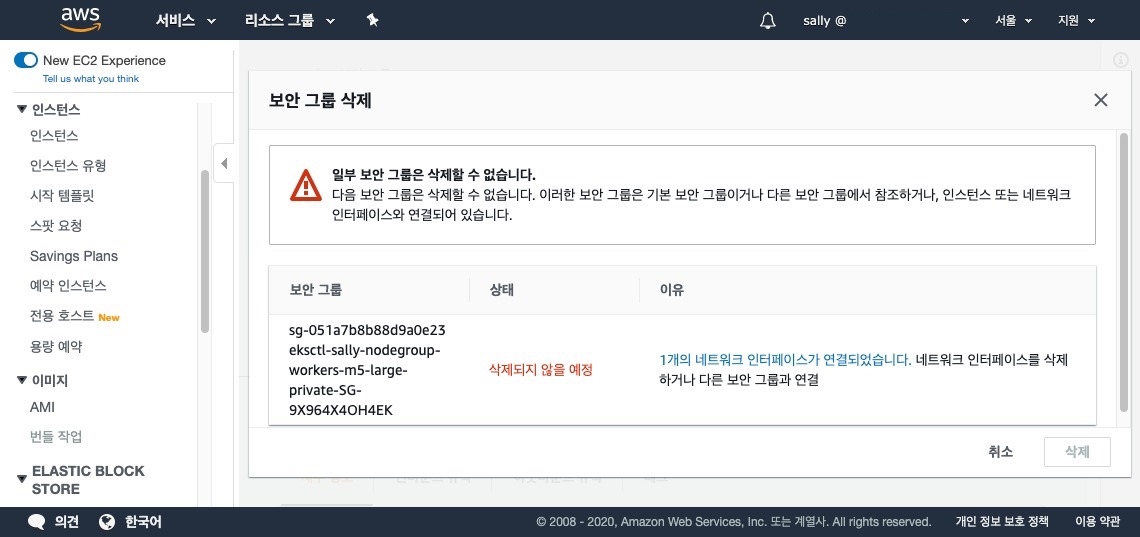 aws
서비스
리소스 그룹
sally @
서울
지원
New EC2 Experience
Tell us what you think
인스턴스
인스턴스
인스턴스 유형
시작 템플릿
스팟 요청
Savings Plans
예약 인스턴스
전용 호스트 New
용량 예약
이미지
AMI
번들 작업
ELASTIC BLOCK
STORE
보안 그룹 삭제
일부 보안 그룹은 삭제할 수 없습니다.
다음 보안 그룹은 삭제할 수 없습니다. 이러한 보안 그룹은 기본 보안 그룹이거나 다른 보안 그룹에서 참조하거나, 인스턴스 또는 네트워크
인터페이스와 연결되어 있습니다.
보안 그룹
상태
이유
sg-051a7b8b88d9a0e23
eksctl-sally-nodegroup-
workers-m5-large-
private-SG-
9X964X4OH4EK
삭제되지 않을 예정
1개의 네트워크 인터페이스가 연결되었습니다. 네트워크 인터페이스를 삭제
하거나 다른 보안 그룹과 연결
취소
삭제
의견
한국어
© 2008 - 2020, Amazon Web Services, Inc. 또는 계열사. All rights reserved.
개인 정보 보호 정책
이용 약관